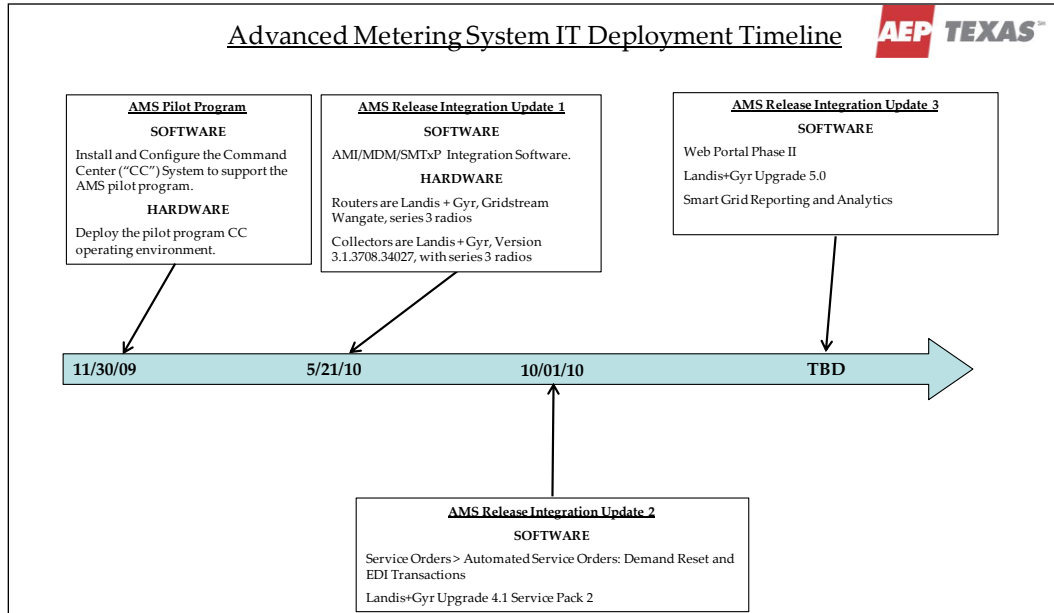 Advanced Metering System IT Deployment Timeline
AEP TEXAS SM
AMS Pilot Program
SOFTWARE
Install and Configure the Command
Center (“CC”) System to support the
AMS pilot program.
HARDWARE
Deploy the pilot program CC
operating environment.
AMS Release Integration Update 1
SOFTWARE
AMI/MDM/SMTxP Integration Software.
HARDWARE
Routers are Landis + Gyr, Gridstream
Wangate, series 3 radios
Collectors are Landis + Gyr, Version
3.1.3708.34027, with series 3 radios
AMS Release Integration Update 3
SOFTWARE
Web Portal Phase II
Landis+Gyr Upgrade 5.0
Smart Grid Reporting and Analytics
11/30/09
5/21/10
10/01/10
TBD
AMS Release Integration Update 2
SOFTWARE
Service Orders > Automated Service Orders: Demand Reset and
EDI Transactions
Landis+Gyr Upgrade 4.1 Service Pack 2